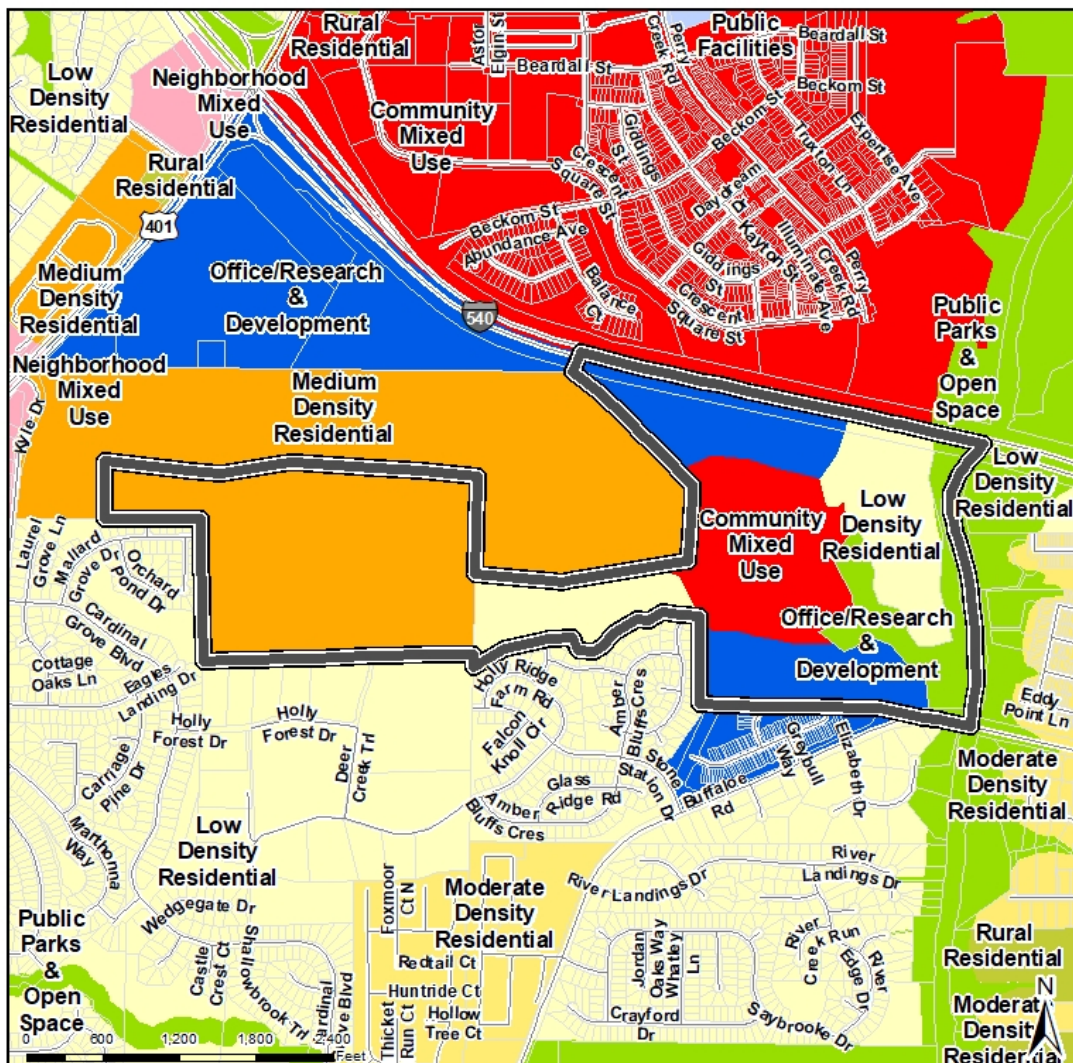 Rural
Residential
Astor
Elgin St
Public
Facilities
Beardall St
Perry
Creek Rd
Beardall St
Beckom St
Low
Density
Residential
Neighborhood
Mixed
Use
Community
Mixed
Use
Giddings
St
Crescent
Square St
Beckom St
Truxton Ln
Expertise Ave
Daydream
Dr
Rural
Residential
401
Beckom St
Abundance Ave
Kayton St
Illuminate Ave
Perry
Creek Rd
Giddings
St
Balance
Ct
Crescent
Square St
Medium
Density
Residential
Office/Research
&
Development
540
Public
Parks
&
Open
Space
Neighborhood
Mixed
Use
Kyle Dr
Medium
Density
Residential
Low
Density
Residential
Community
Mixed
Use
Low
Density
Residential
Laurel
Grove Ln
Mallard
Grove Dr
Orchard
Pond Dr
Office/Research
&
Development
Cardinal
Grove Blvd
Cottage
Oaks Ln
Eagles
Landing Dr
Holly Ridge
Farm Rd
Falcon
Knoll Ct
Amber
Bluffs Cres
Eddy
Point Ln
Holly
Forest Dr
Holly
Forest Dr
Deer
Creek Trl
Stone
Station Dr
Greybull
Way
Elizabeth Dr
Buffaloe
Rd
Carriage
Pine Dr
Glass
Ridge Rd
Amber
Bluffs Cres
Moderate
Density
Residential
Marthonna
Way
Low
Density
Residential
River
Landings Dr
River Landings Dr
Wedgegate Dr
Foxmoor
Ct N
Moderate
Density
Residential
Public
Parks
&
Open
Space
Castle
Crest Ct
Shallowbrook Trl
Redtail Ct
Jordan
Oaks Way
Whatley
Ln
River
Creek Run
River
Edge Dr
Rural
Residential
Huntride Ct
Hollow
Tree Ct
Thicket
Run Ct
Crayford
Dr
Saybrooke Dr
N
Moderate
Density
Residential
0 600 1,200 1,800 2,400
Feet